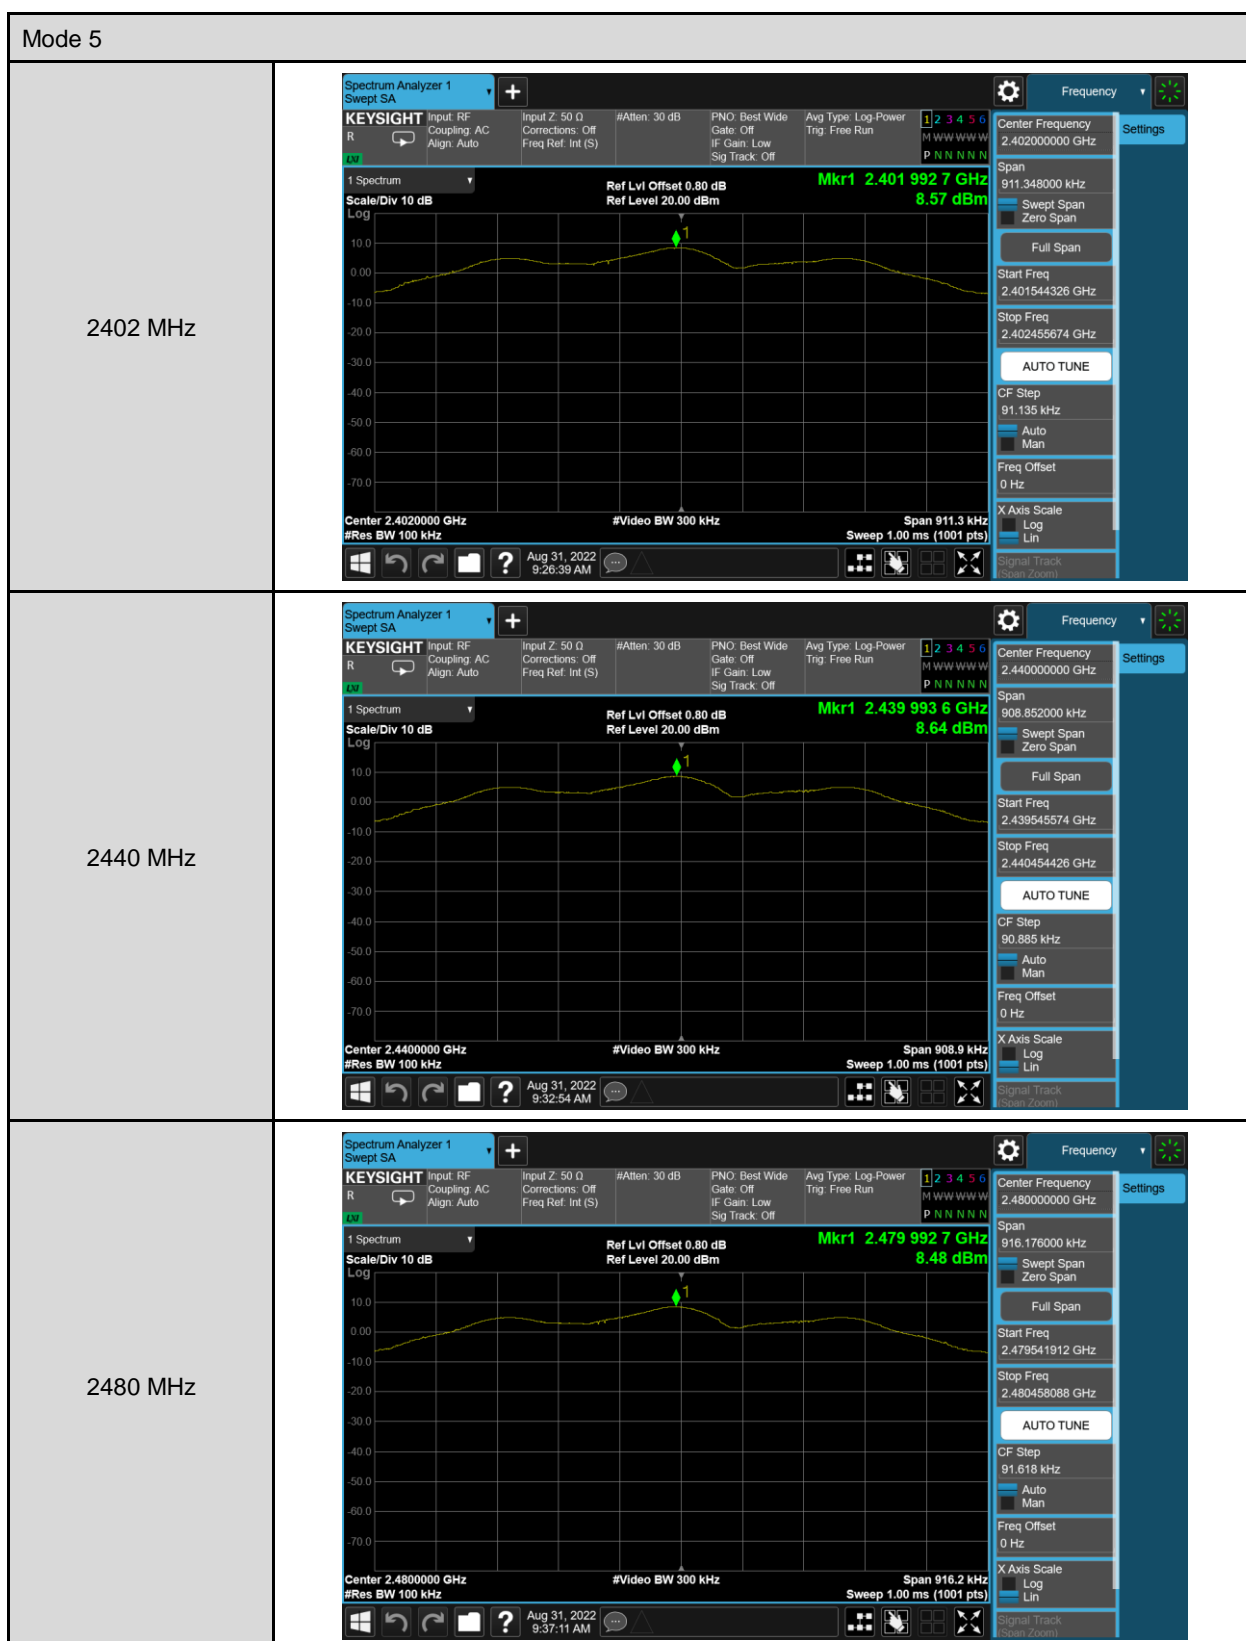 Mode 5
2402 MHz
Spectrum Analyzer 1
Swept SA
Frequency
KEYSIGHT
R
LXI
Input: RF
Coupling: AC
Align: Auto
Input Z: 50 Ω
Corrections: Off
Freq Ref: Int (S)
#Atten: 30 dB
PNO: Best Wide
Gate: Off
IF Gain: Low
Sig Track: Off
Avg Type: Log-Power
Trig: Free Run
1 2 3 4 5 6
M W W W W W
P N N N N N
1 Spectrum
Scale/Div 10 dB
Log
Ref Lvl Offset 0.80 dB
Ref Level 20.00 dBm
Mkr1 2.401 992 7 GHz
8.57 dBm
1
10.0
0.00
-10.0
-20.0
-30.0
-40.0
-50.0
-60.0
-70.0
Center 2.4020000 GHz
#Res BW 100 kHz
#Video BW 300 kHz
Span 911.3 kHz
Sweep 1.00 ms (1001 pts)
Aug 31, 2022
9:26:39 AM
Center Frequency
2.402000000 GHz
Settings
Span
911.348000 kHz
Swept Span
Zero Span
Full Span
Start Freq
2.401544326 GHz
Stop Freq
2.402455674 GHz
AUTO TUNE
CF Step
91.135 kHz
Auto
Man
Freq Offset
0 Hz
X Axis Scale
Log
Lin
Signal Track
(Span Zoom)
2440 MHz
Spectrum Analyzer 1
Swept SA
Frequency
KEYSIGHT
R
LXI
Input: RF
Coupling: AC
Align: Auto
Input Z: 50 Ω
Corrections: Off
Freq Ref: Int (S)
#Atten: 30 dB
PNO: Best Wide
Gate: Off
IF Gain: Low
Sig Track: Off
Avg Type: Log-Power
Trig: Free Run
1 2 3 4 5 6
M W W W W W
P N N N N N
1 Spectrum
Scale/Div 10 dB
Log
Ref Lvl Offset 0.80 dB
Ref Level 20.00 dBm
Mkr1 2.439 993 6 GHz
8.64 dBm
1
10.0
0.00
-10.0
-20.0
-30.0
-40.0
-50.0
-60.0
-70.0
Center 2.4400000 GHz
#Res BW 100 kHz
#Video BW 300 kHz
Span 908.9 kHz
Sweep 1.00 ms (1001 pts)
Aug 31, 2022
9:32:54 AM
Center Frequency
2.440000000 GHz
Settings
Span
908.852000 kHz
Swept Span
Zero Span
Full Span
Start Freq
2.439545574 GHz
Stop Freq
2.440454426 GHz
AUTO TUNE
CF Step
90.885 kHz
Auto
Man
Freq Offset
0 Hz
X Axis Scale
Log
Lin
Signal Track
(Span Zoom)
2480 MHz
Spectrum Analyzer 1
Swept SA
Frequency
KEYSIGHT
R
LXI
Input: RF
Coupling: AC
Align: Auto
Input Z: 50 Ω
Corrections: Off
Freq Ref: Int (S)
#Atten: 30 dB
PNO: Best Wide
Gate: Off
IF Gain: Low
Sig Track: Off
Avg Type: Log-Power
Trig: Free Run
1 2 3 4 5 6
M W W W W W
P N N N N N
1 Spectrum
Scale/Div 10 dB
Log
Ref Lvl Offset 0.80 dB
Ref Level 20.00 dBm
Mkr1 2.479 992 7 GHz
8.48 dBm
1
10.0
0.00
-10.0
-20.0
-30.0
-40.0
-50.0
-60.0
-70.0
Center 2.4800000 GHz
#Res BW 100 kHz
#Video BW 300 kHz
Span 916.2 kHz
Sweep 1.00 ms (1001 pts)
Aug 31, 2022
9:37:11 AM
Center Frequency
2.480000000 GHz
Settings
Span
916.176000 kHz
Swept Span
Zero Span
Full Span
Start Freq
2.479541912 GHz
Stop Freq
2.480458088 GHz
AUTO TUNE
CF Step
91.618 kHz
Auto
Man
Freq Offset
0 Hz
X Axis Scale
Log
Lin
Signal Track
(Span Zoom)